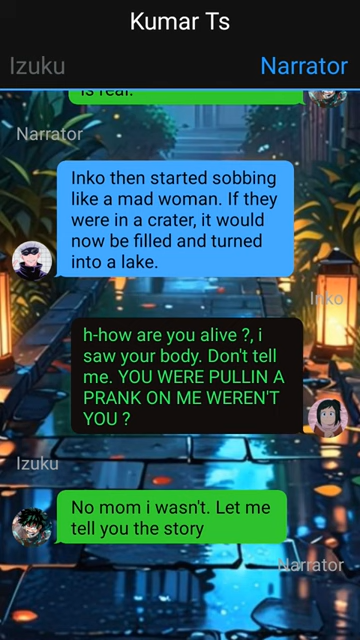 Kumar Ts
Izuku
Narrator
is real.
Narrator
Inko then started sobbing
like a mad woman. If they
were in a crater, it would
now be filled and turned
into a lake.
Inko
h-how are you alive ?, i
saw your body. Don't tell
me. YOU WERE PULLIN A
PRANK ON ME WEREN'T
YOU ?
Izuku
No mom i wasn't. Let me
tell you the story
Narrator